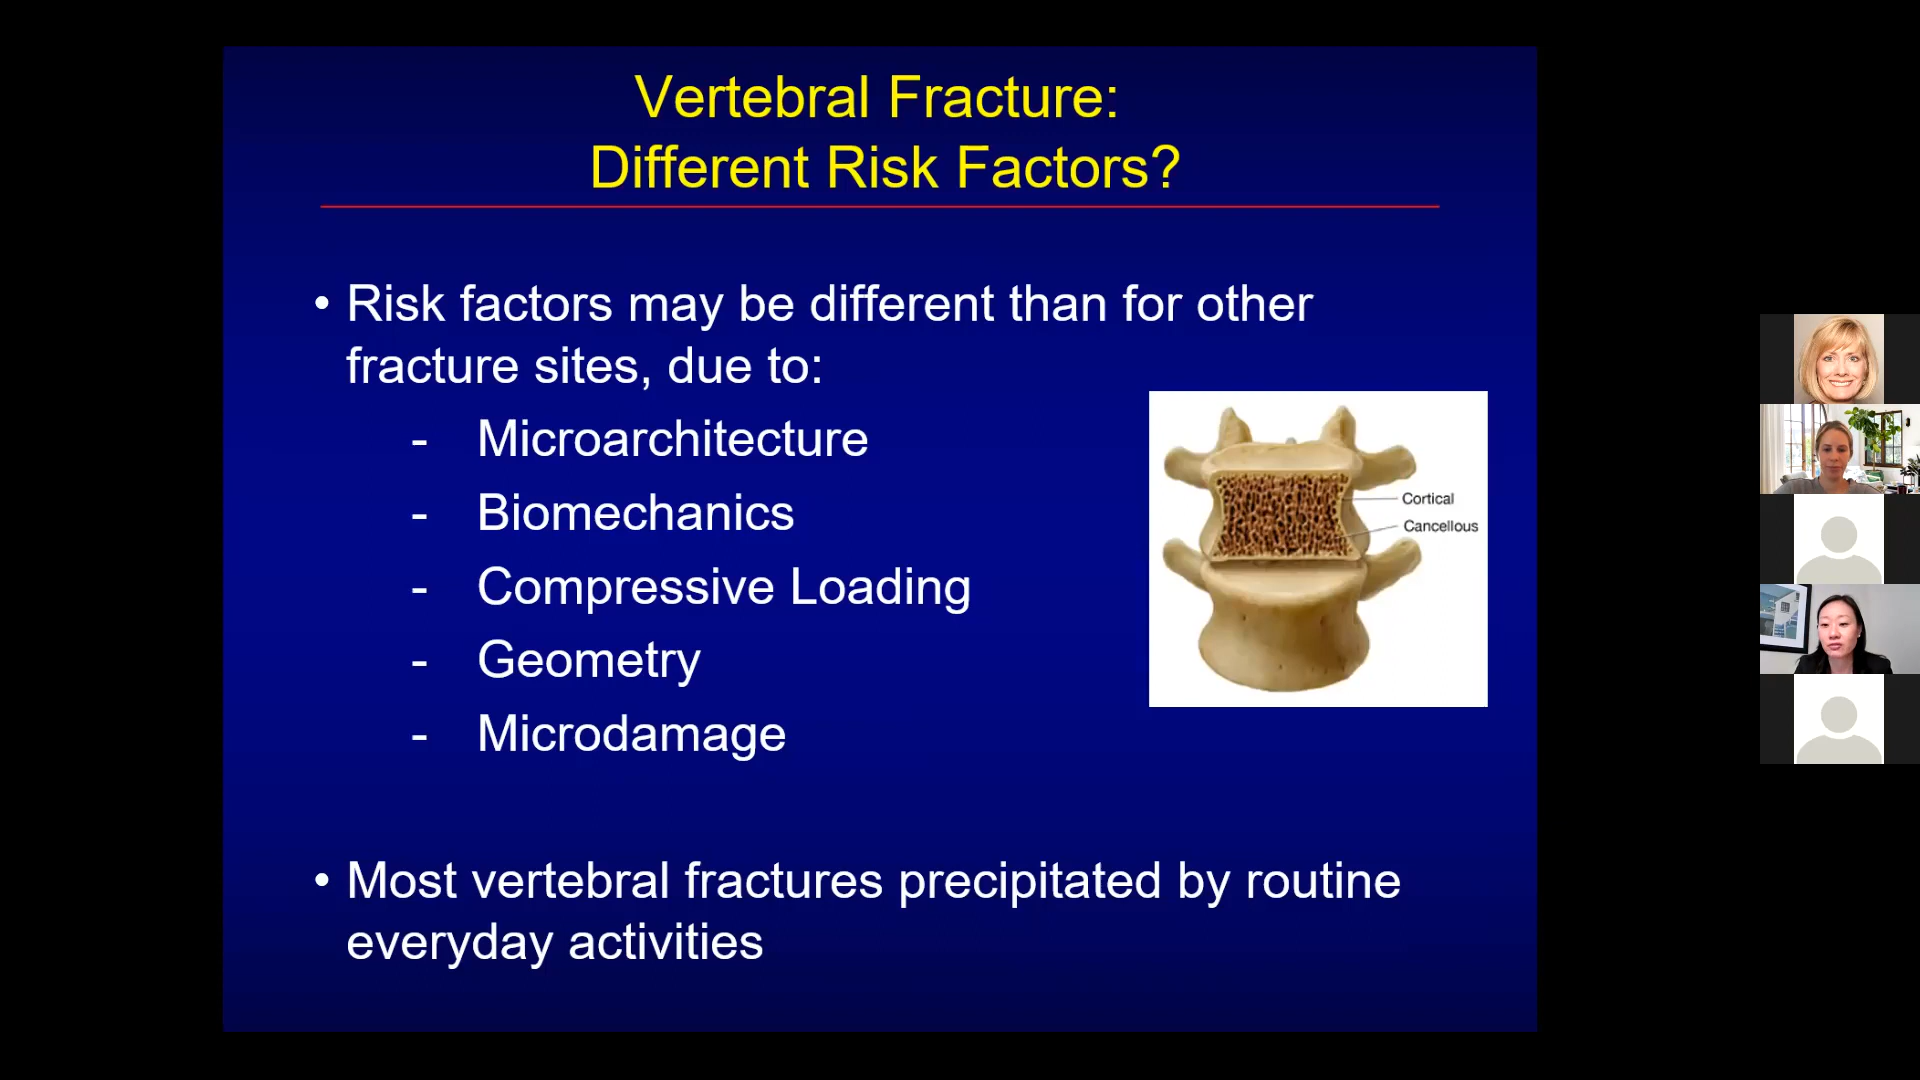 Vertebral Fracture:
Different Risk Factors?
• Risk factors may be different than for other
fracture sites, due to:
- Microarchitecture
- Biomechanics
- Compressive Loading
- Geometry
- Microdamage
Cortical
Cancellous
• Most vertebral fractures precipitated by routine
everyday activities